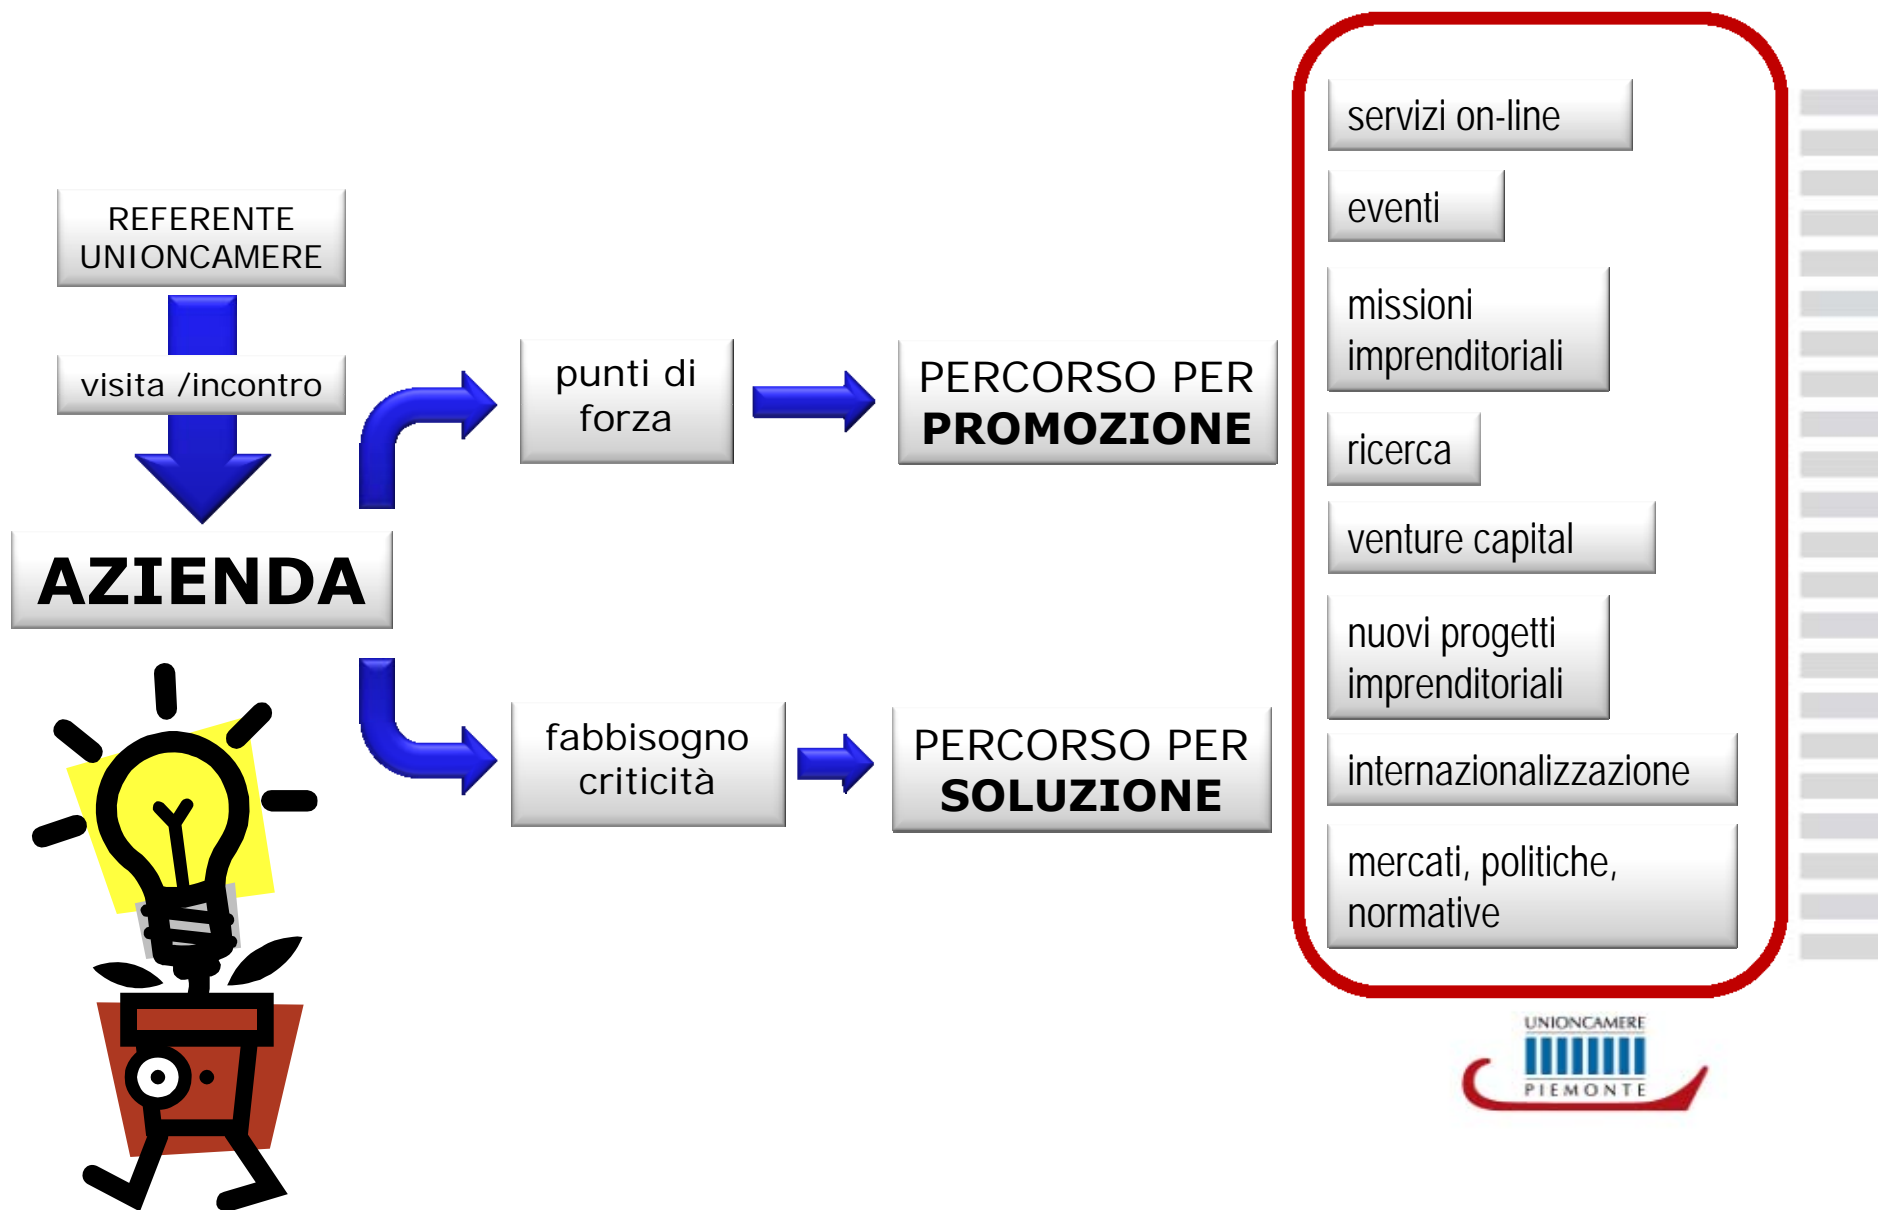 REFERENTE
UNIONCAMERE
visita /incontro
AZIENDA
punti di
forza
PERCORSO PER
PROMOZIONE
fabbisogno
criticità
PERCORSO PER
SOLUZIONE
servizi on-line
eventi
missioni
imprenditoriali
ricerca
venture capital
nuovi progetti
imprenditoriali
internazionalizzazione
mercati, politiche,
normative
UNIONCAMERE
PIEMONTE